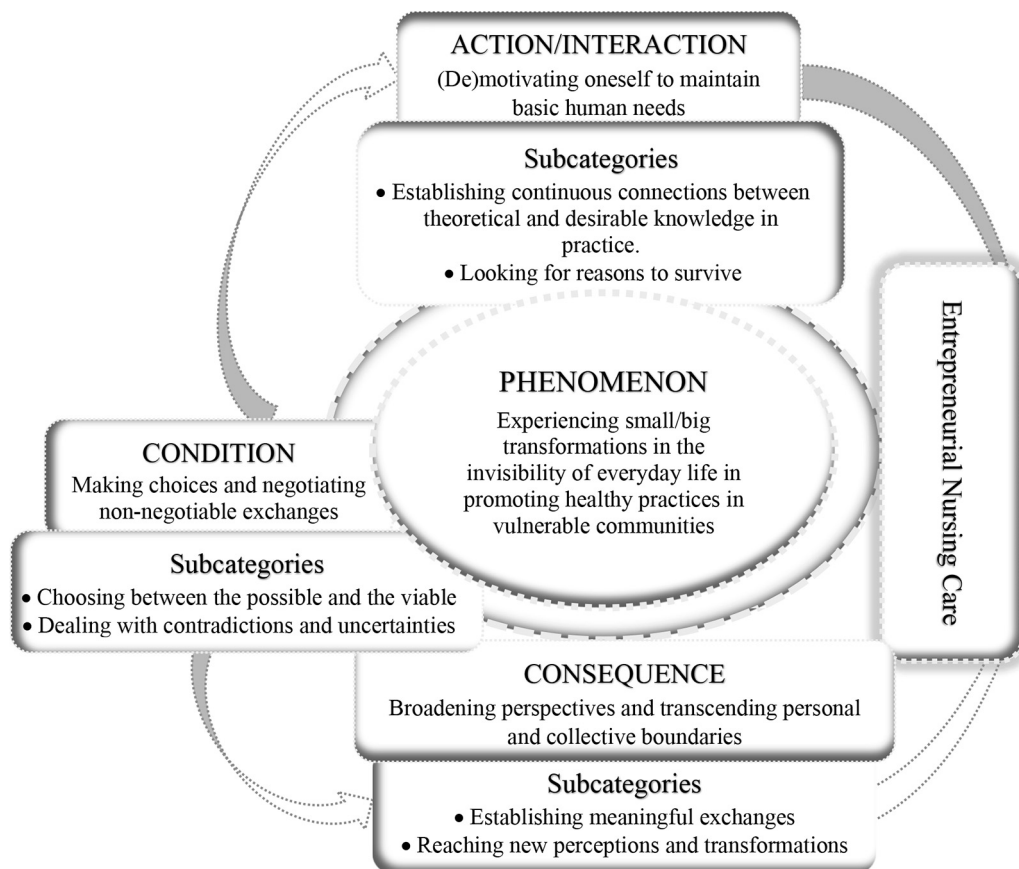 ACTION/INTERACTION
(De)motivating oneself to maintain
basic human needs
Subcategories
• Establishing continuous connections between
theoretical and desirable knowledge in
practice.
• Looking for reasons to survive
PHENOMENON
Experiencing small/big
transformations in the
invisibility of everyday life in
promoting healthy practices in
vulnerable communities
CONDITION
Making choices and negotiating
non-negotiable exchanges
Subcategories
• Choosing between the possible and the viable
• Dealing with contradictions and uncertainties
Entrepreneurial Nursing Care
CONSEQUENCE
Broadening perspectives and transcending personal
and collective boundaries
Subcategories
• Establishing meaningful exchanges
• Reaching new perceptions and transformations